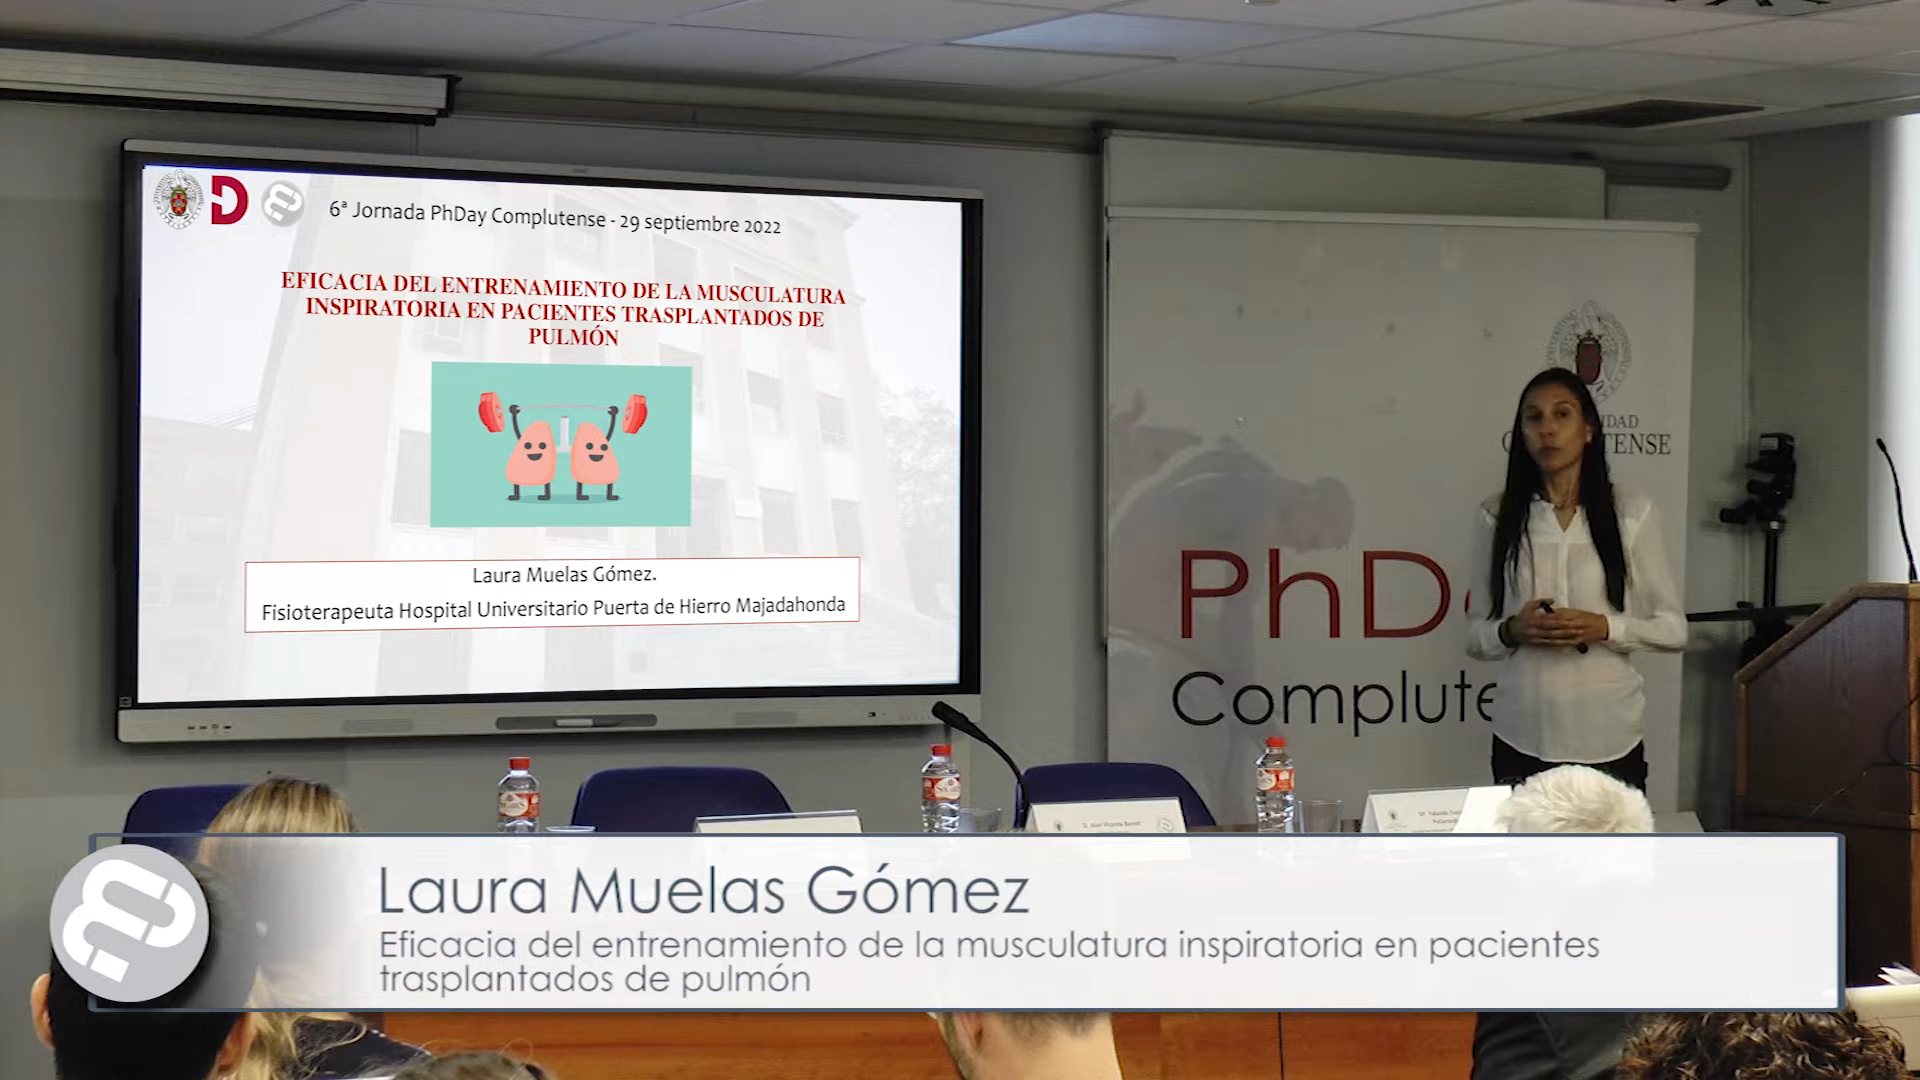 6ª Jornada PhDay Complutense - 29 septiembre 2022
EFICACIA DEL ENTRENAMIENTO DE LA MUSCULATURA
INSPIRATORIA EN PACIENTES TRASPLANTADOS DE
PULMÓN
Laura Muelas Gómez.
Fisioterapeuta Hospital Universitario Puerta de Hierro Majadahonda
DAD
TENSE
PhD
Complute
Laura Muelas Gómez
Eficacia del entrenamiento de la musculatura inspiratoria en pacientes
trasplantados de pulmón